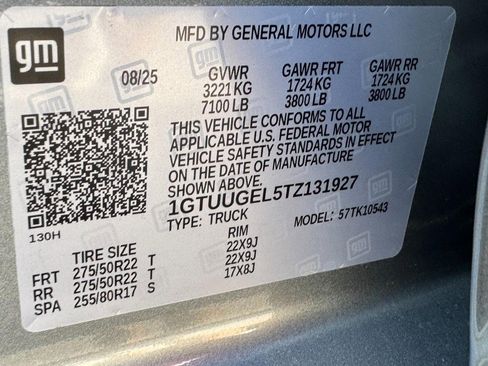 gm
MFD BY GENERAL MOTORS LLC
08/25 GVWR GAWR FRT GAWR RR
3221 KG 1724 KG 1724 KG
7100 LB 3800 LB 3800 LB
THIS VEHICLE CONFORMS TO ALL
APPLICABLE U.S. FEDERAL MOTOR
VEHICLE SAFETY STANDARDS IN EFFECT
ON THE DATE OF MANUFACTURE
SHOWN ABOVE.
1GTUUGEL5TZ131927
130H TYPE: TRUCK MODEL: 57TK10543
TIRE SIZE RIM
FRT 275/50R22 T 22X9J
RR 275/50R22 T 22X9J
SPA 255/80R17 S 17X8J